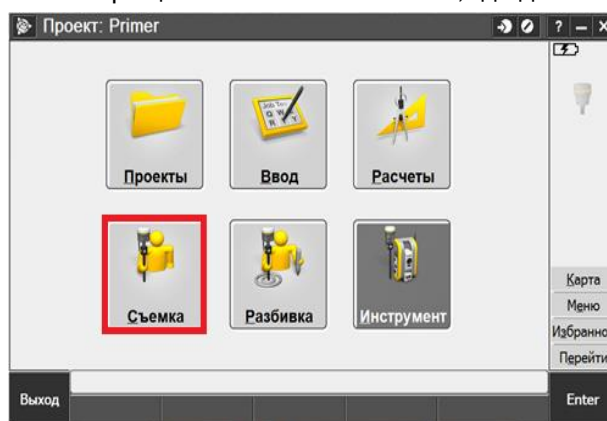 Проект: Primer
? — X
Проекты
Ввод
Расчеты
Съемка
Разбивка
Инструмент
Карта
Меню
Избранно
Перейти
Выход
Enter